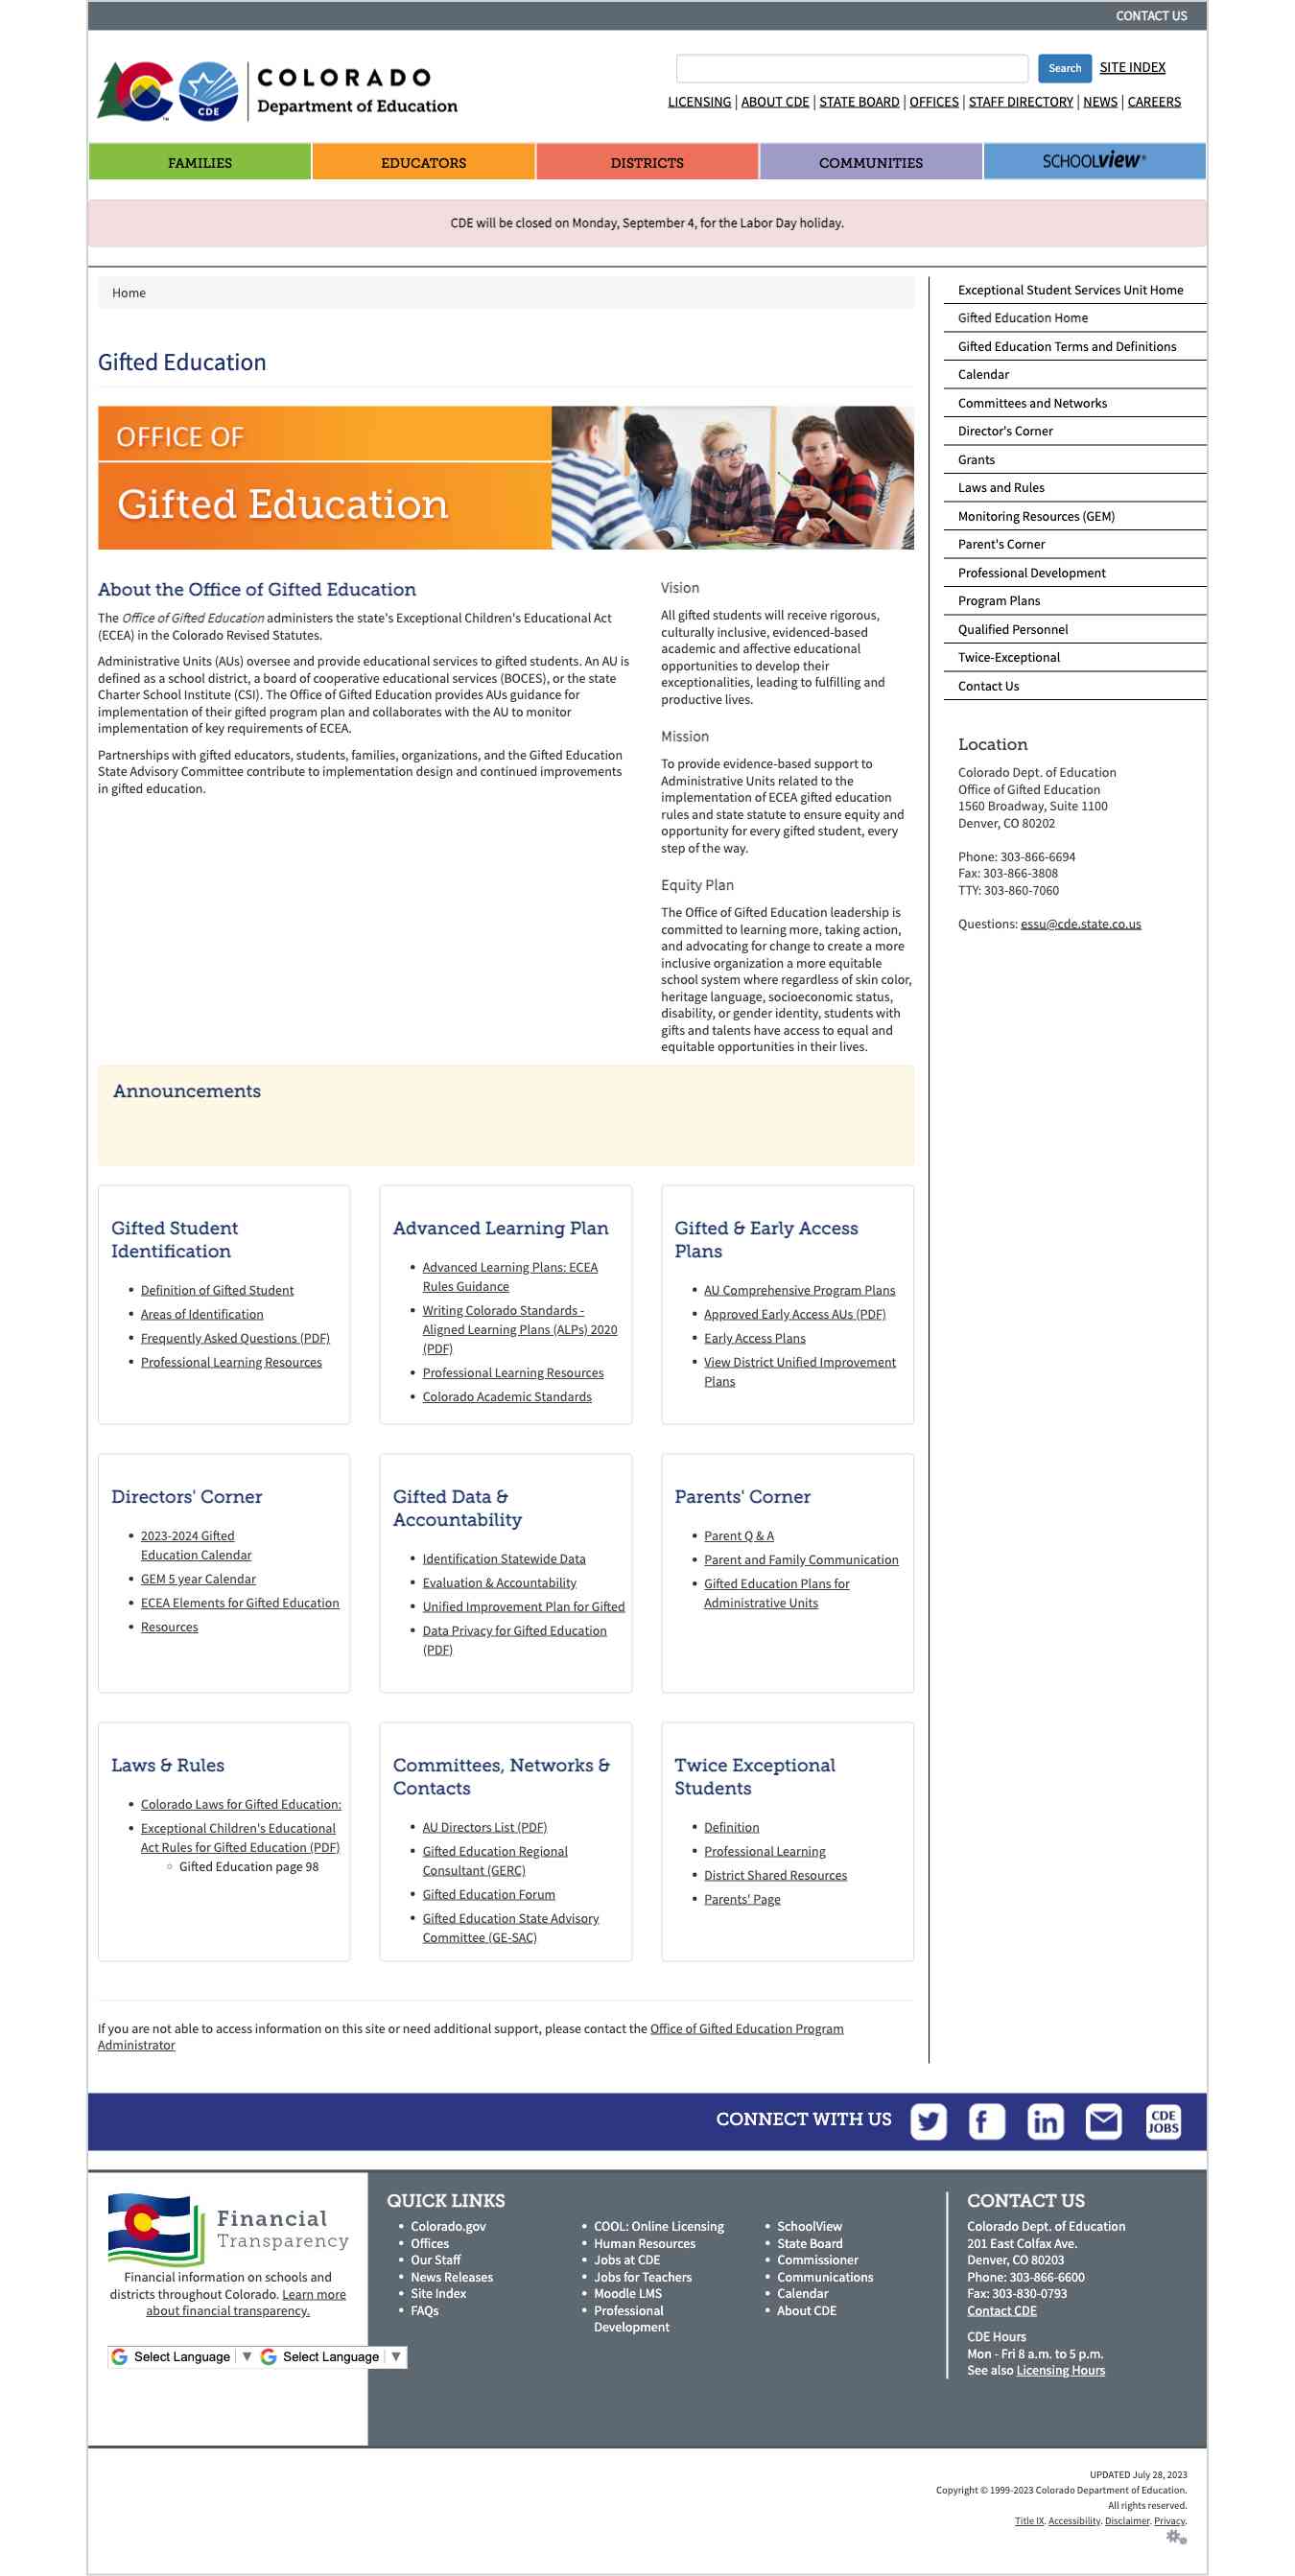 CONTACT US
COLORADO
Department of Education
CDE
Search
SITE INDEX
LICENSING | ABOUT CDE | STATE BOARD | OFFICES | STAFF DIRECTORY | NEWS | CAREERS
FAMILIES
EDUCATORS
DISTRICTS
COMMUNITIES
SCHOOLview®
CDE will be closed on Monday, September 4, for the Labor Day holiday.
Home
Gifted Education
OFFICE OF
Gifted Education
About the Office of Gifted Education
The Office of Gifted Education administers the state's Exceptional Children's Educational Act
(ECEA) in the Colorado Revised Statutes.
Administrative Units (AUs) oversee and provide educational services to gifted students. An AU is
defined as a school district, a board of cooperative educational services (BOCES), or the state
Charter School Institute (CSI). The Office of Gifted Education provides AUs guidance for
implementation of their gifted program plan and collaborates with the AU to monitor
implementation of key requirements of ECEA.
Partnerships with gifted educators, students, families, organizations, and the Gifted Education
State Advisory Committee contribute to implementation design and continued improvements
in gifted education.
Vision
All gifted students will receive rigorous,
culturally inclusive, evidenced-based
academic and affective educational
opportunities to develop their
exceptionalities, leading to fulfilling and
productive lives.
Mission
To provide evidence-based support to
Administrative Units related to the
implementation of ECEA gifted education
rules and state statute to ensure equity and
opportunity for every gifted student, every
step of the way.
Equity Plan
The Office of Gifted Education leadership is
committed to learning more, taking action,
and advocating for change to create a more
inclusive organization a more equitable
school system where regardless of skin color,
heritage language, socioeconomic status,
disability, or gender identity, students with
gifts and talents have access to equal and
equitable opportunities in their lives.
Exceptional Student Services Unit Home
Gifted Education Home
Gifted Education Terms and Definitions
Calendar
Committees and Networks
Director's Corner
Grants
Laws and Rules
Monitoring Resources (GEM)
Parent's Corner
Professional Development
Program Plans
Qualified Personnel
Twice-Exceptional
Contact Us
Location
Colorado Dept. of Education
Office of Gifted Education
1560 Broadway, Suite 1100
Denver, CO 80202
Phone: 303-866-6694
Fax: 303-866-3808
TTY: 303-860-7060
Questions: essu@cde.state.co.us
Announcements
Gifted Student
Identification
Definition of Gifted Student
Areas of Identification
Frequently Asked Questions (PDF)
Professional Learning Resources
Advanced Learning Plan
Advanced Learning Plans: ECEA
Rules Guidance
Writing Colorado Standards -
Aligned Learning Plans (ALPs) 2020
(PDF)
Professional Learning Resources
Colorado Academic Standards
Gifted & Early Access
Plans
AU Comprehensive Program Plans
Approved Early Access AUs (PDF)
Early Access Plans
View District Unified Improvement
Plans
Directors' Corner
2023-2024 Gifted
Education Calendar
GEM 5 year Calendar
ECEA Elements for Gifted Education
Resources
Gifted Data &
Accountability
Identification Statewide Data
Evaluation & Accountability
Unified Improvement Plan for Gifted
Data Privacy for Gifted Education
(PDF)
Parents' Corner
Parent Q & A
Parent and Family Communication
Gifted Education Plans for
Administrative Units
Laws & Rules
Colorado Laws for Gifted Education:
Exceptional Children's Educational
Act Rules for Gifted Education (PDF)
Gifted Education page 98
Committees, Networks &
Contacts
AU Directors List (PDF)
Gifted Education Regional
Consultant (GERC)
Gifted Education Forum
Gifted Education State Advisory
Committee (GE-SAC)
Twice Exceptional
Students
Definition
Professional Learning
District Shared Resources
Parents' Page
If you are not able to access information on this site or need additional support, please contact the Office of Gifted Education Program
Administrator
CONNECT WITH US
CDE
JOBS
Financial
Transparency
Financial information on schools and
districts throughout Colorado. Learn more
about financial transparency.
Select Language
Select Language
QUICK LINKS
Colorado.gov
Offices
Our Staff
News Releases
Site Index
FAQs
COOL: Online Licensing
Human Resources
Jobs at CDE
Jobs for Teachers
Moodle LMS
Professional
Development
SchoolView
State Board
Commissioner
Communications
Calendar
About CDE
CONTACT US
Colorado Dept. of Education
201 East Colfax Ave.
Denver, CO 80203
Phone: 303-866-6600
Fax: 303-830-0793
Contact CDE
CDE Hours
Mon - Fri 8 a.m. to 5 p.m.
See also Licensing Hours
UPDATED July 28, 2023
Copyright © 1999-2023 Colorado Department of Education.
All rights reserved.
Title IX. Accessibility. Disclaimer. Privacy.